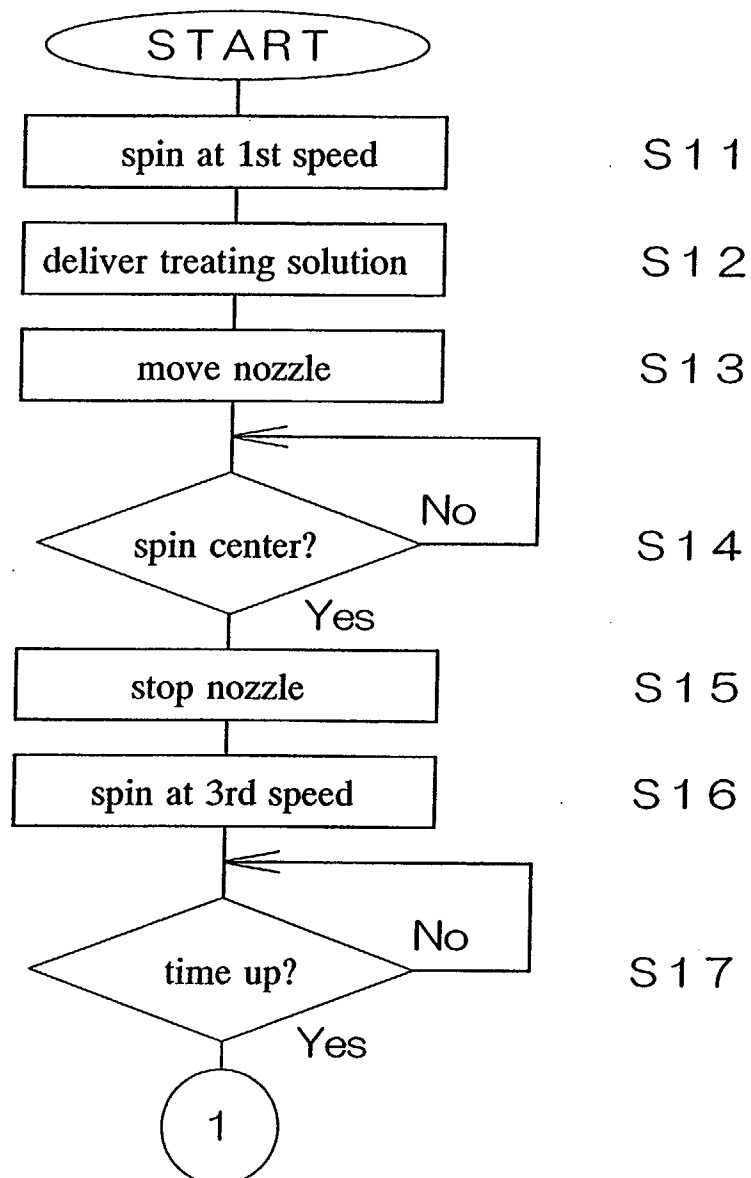 START
spin at 1st speed S11
deliver treating solution S12
move nozzle S13
No
spin center? S14
Yes
stop nozzle S15
spin at 3rd speed S16
No
time up? S17
Yes
1